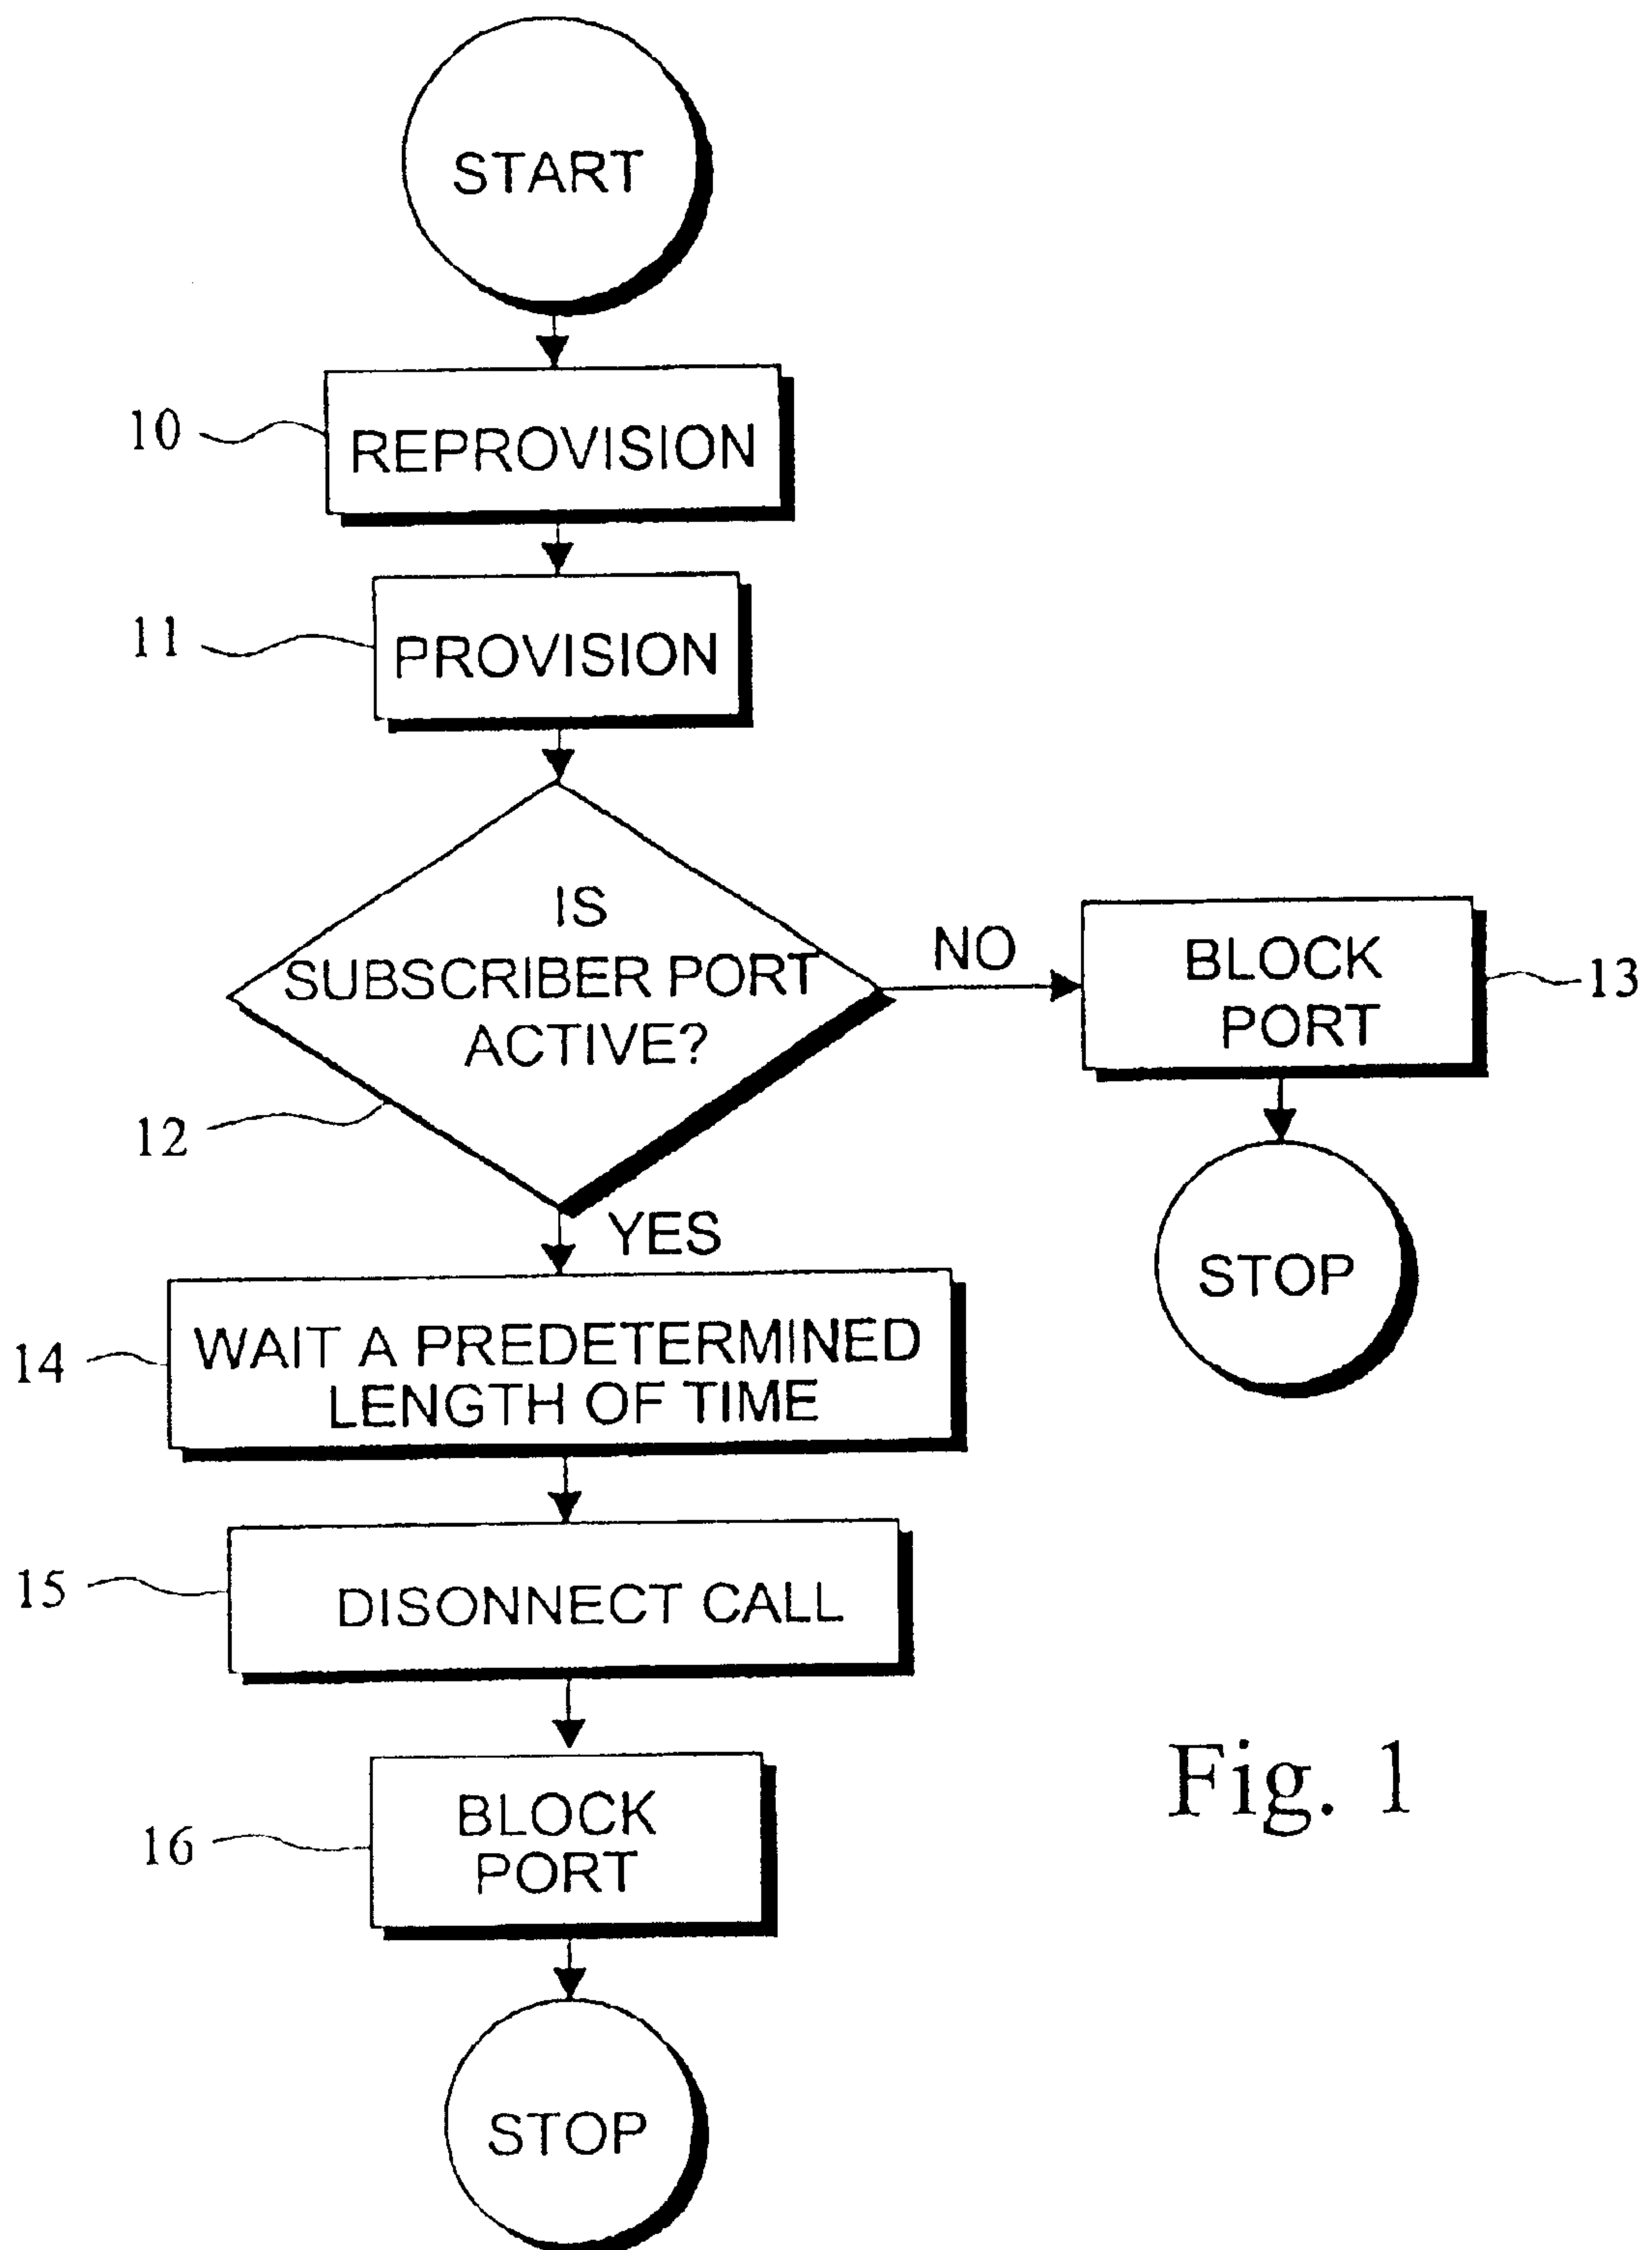 START
10
REPROVISION
11
PROVISION
IS
SUBSCRIBER PORT
ACTIVE?
12
NO
BLOCK
PORT
13
STOP
YES
14
WAIT A PREDETERMINED
LENGTH OF TIME
15
DISONNECT CALL
16
BLOCK
PORT
STOP
Fig. 1